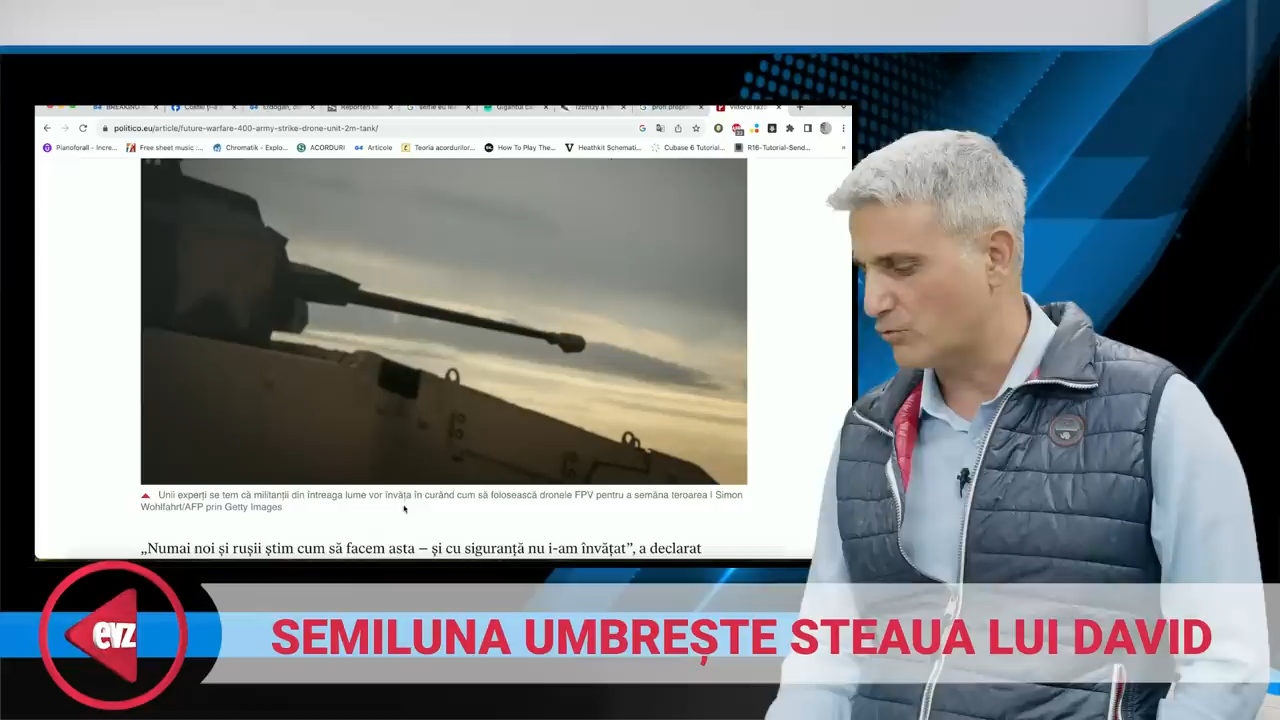 politico.eu/article/future-warfare-400-army-strike-drone-unit-2m-tank/
Pianoforall - Incre... Free sheet music :... Chromatik - Explo... ACORDURI Articole Teoria acordurilor... How To Play The... Heathkit Schemati... Cubase 6 Tutorial... R16-Tutorial-Send... »
Unii experți se tem că militanții din întreaga lume vor învăța în curând cum să folosească dronele FPV pentru a semăna teroarea | Simon
Wohlfahrt/AFP prin Getty Images
„Numai noi și rușii știm cum să facem asta – și cu siguranță nu i-am învățat”, a declarat
evz
SEMILUNA UMBREȘTE STEAUA LUI DAVID